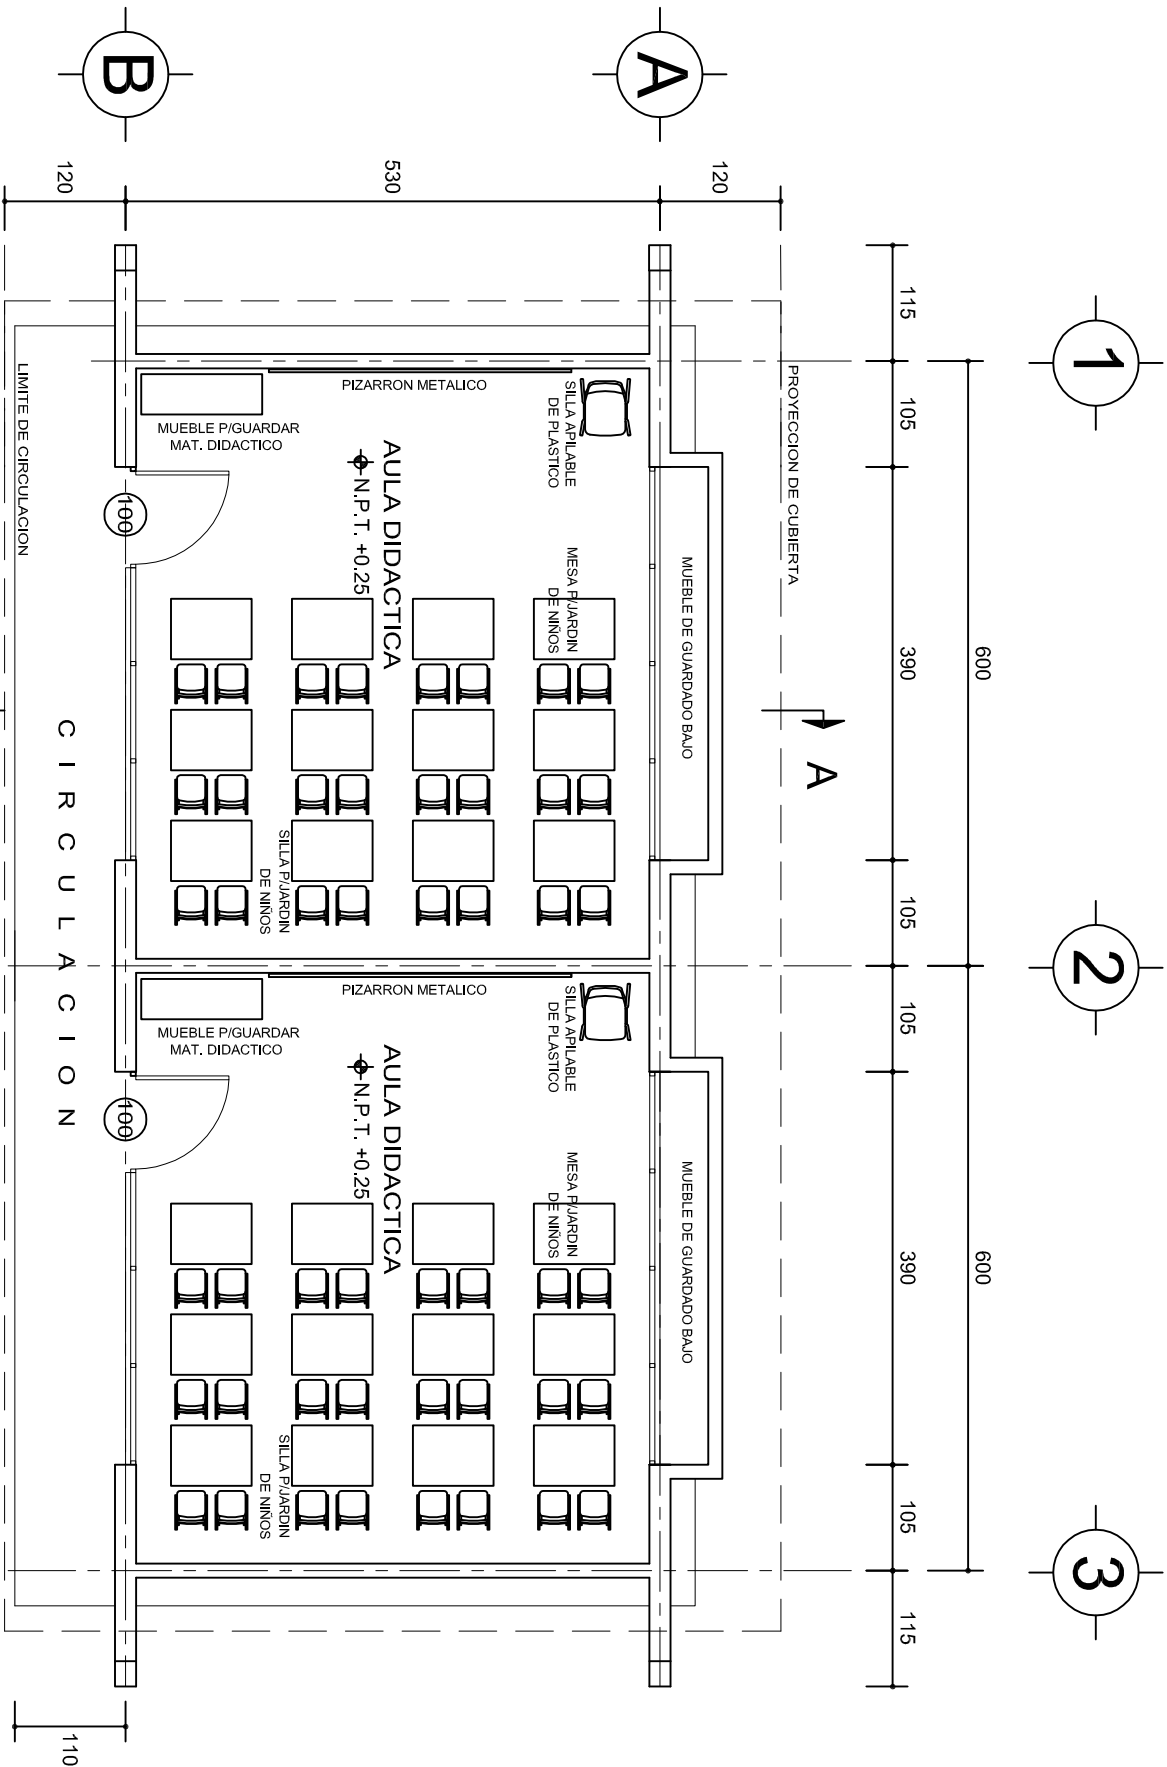 1
2
3
600
600
115
105
390
105
105
390
105
115
A
B
120
530
120
110
A
PROYECCION DE CUBIERTA
MUEBLE DE GUARDADO BAJO
MUEBLE DE GUARDADO BAJO
SILLA APILABLE
DE PLASTICO
MESA P/JARDIN
DE NIÑOS
PIZARRON METALICO
AULA DIDACTICA
N.P.T. +0.25
MUEBLE P/GUARDAR
MAT. DIDACTICO
SILLA P/JARDIN
DE NIÑOS
100
SILLA APILABLE
DE PLASTICO
MESA P/JARDIN
DE NIÑOS
PIZARRON METALICO
AULA DIDACTICA
N.P.T. +0.25
MUEBLE P/GUARDAR
MAT. DIDACTICO
SILLA P/JARDIN
DE NIÑOS
100
CIRCULACION
LIMITE DE CIRCULACION